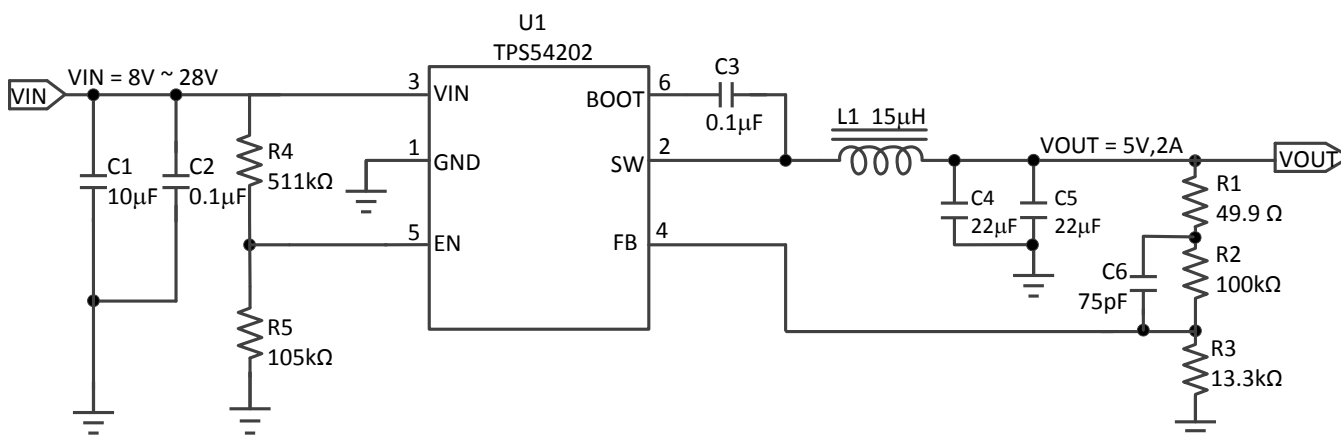 U1
TPS54202
VIN
VIN = 8V ~ 28V
3
VIN
1
GND
5
EN
BOOT
6
SW
2
FB
4
C1
10μF
C2
0.1μF
R4
511kΩ
R5
105kΩ
C3
0.1μF
L1 15μH
VOUT = 5V,2A
VOUT
C4
22μF
C5
22μF
R1
49.9 Ω
C6
75pF
R2
100kΩ
R3
13.3kΩ